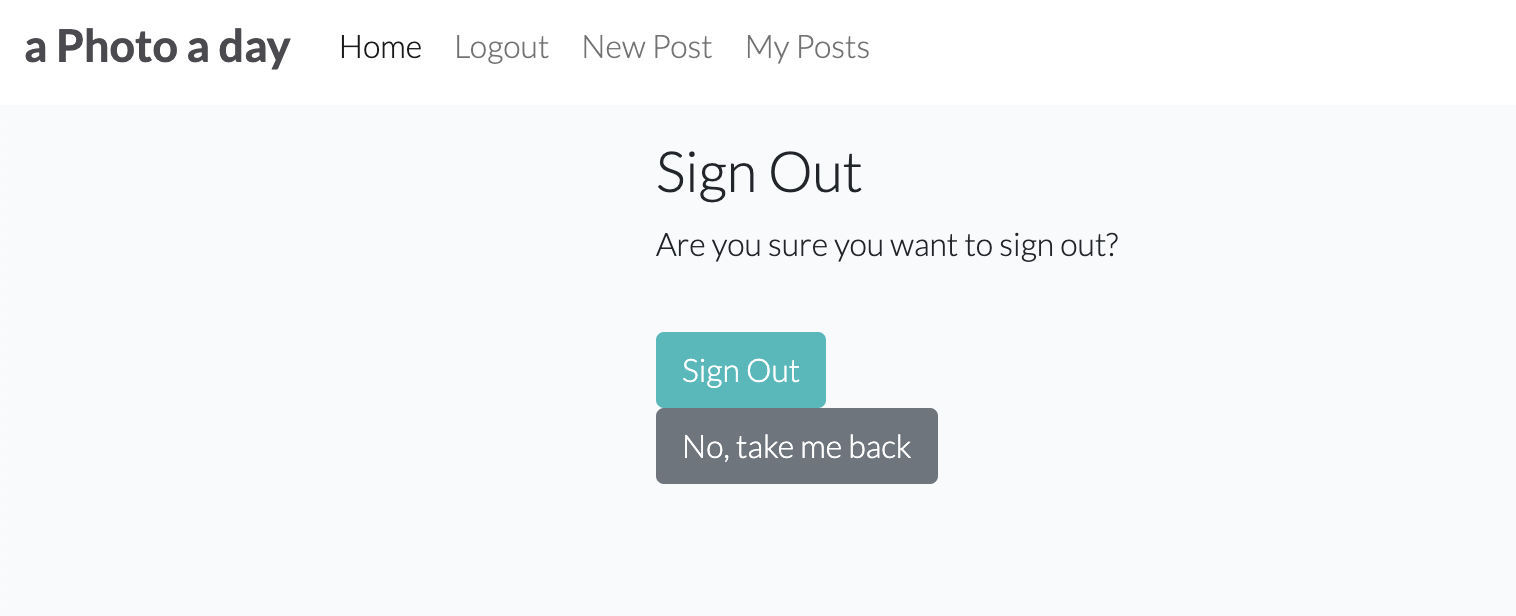 a Photo a day Home Logout New Post My Posts
Sign Out
Are you sure you want to sign out?
Sign Out
No, take me back